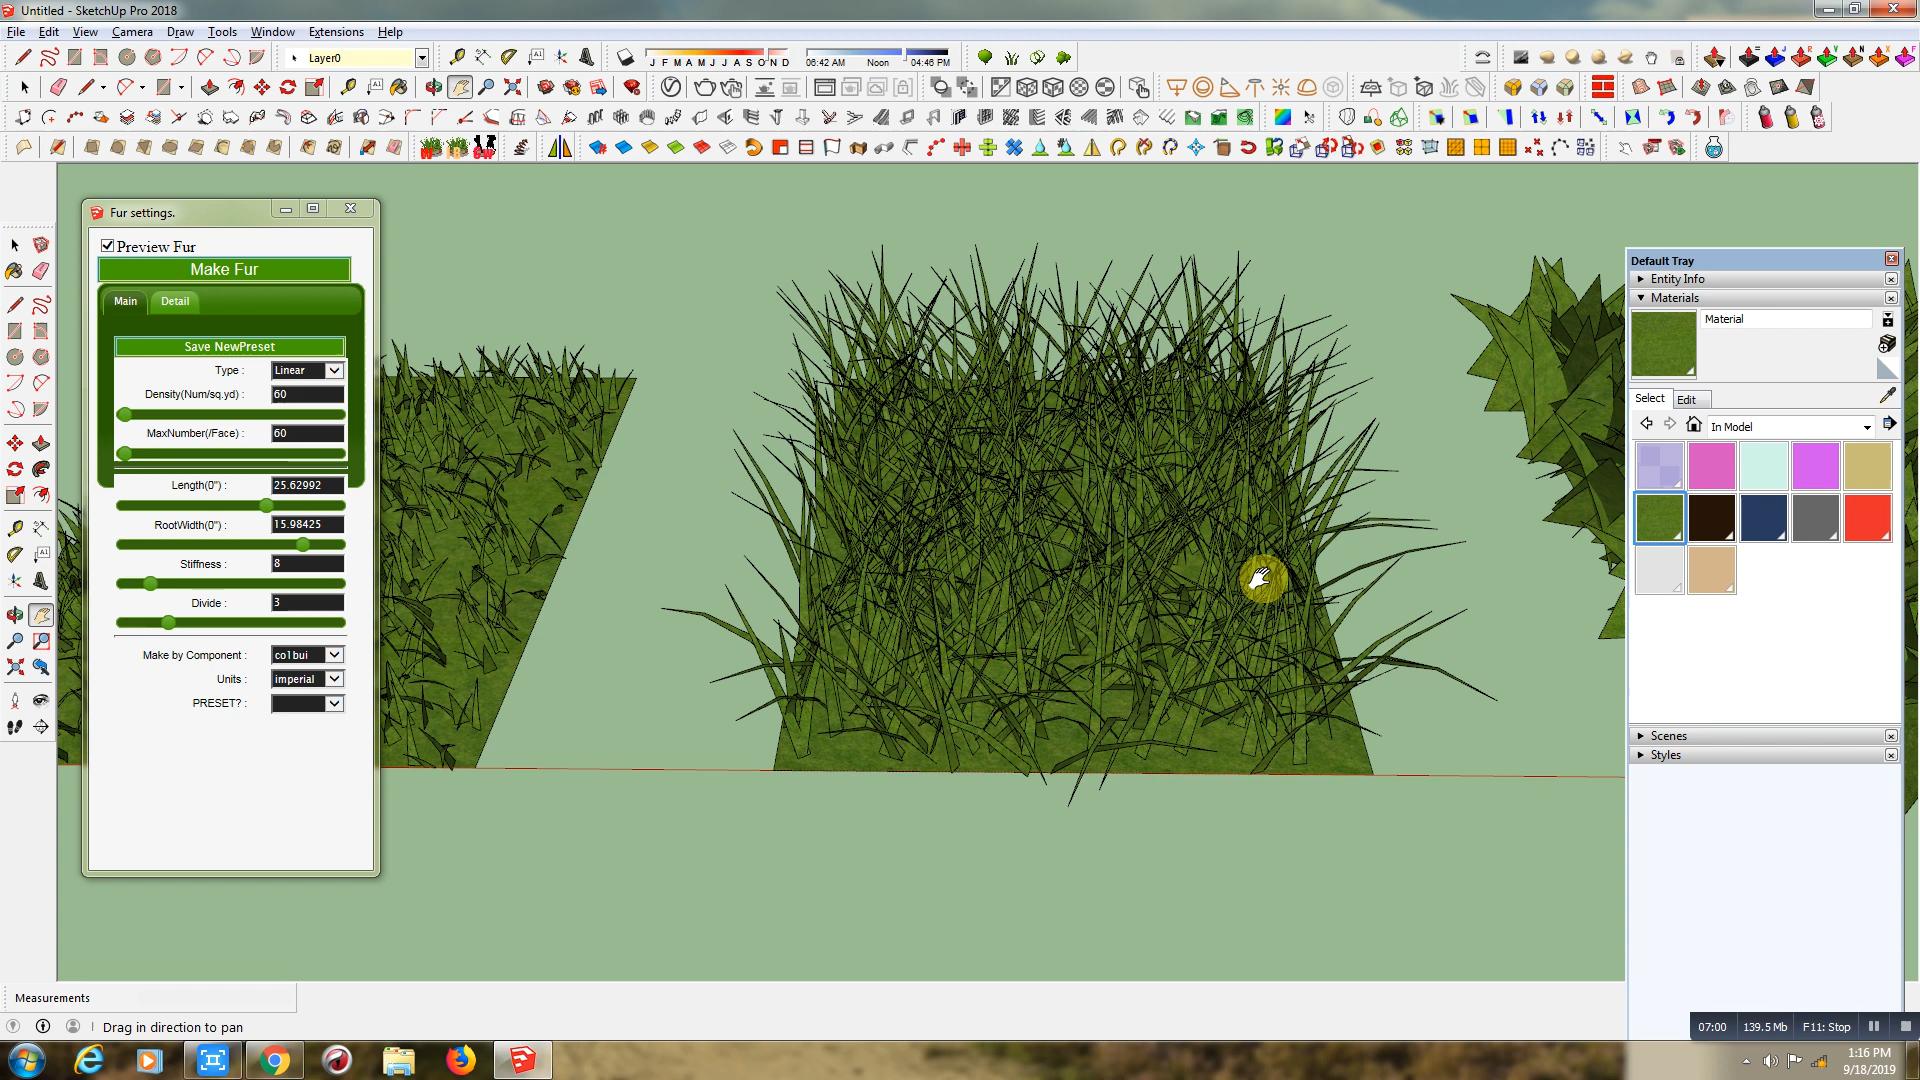 Untitled - SketchUp Pro 2018
File Edit View Camera Draw Tools Window Extensions Help
Layer0
J F M A M J J A S O N D
06:42 AM Noon 04:46 PM
Fur settings.
Preview Fur
Make Fur
Main Detail
Save NewPreset
Type : Linear
Density(Num/sq.yd) : 60
MaxNumber(/Face) : 60
Length(0") : 25.62992
RootWidth(0") : 15.98425
Stiffness : 8
Divide : 3
Make by Component : co1bui
Units : imperial
PRESET? :
Default Tray
Entity Info
Materials
Material
Select Edit
In Model
Scenes
Styles
Measurements
Drag in direction to pan
07:00 139.5 Mb F11: Stop
1:16 PM
9/18/2019